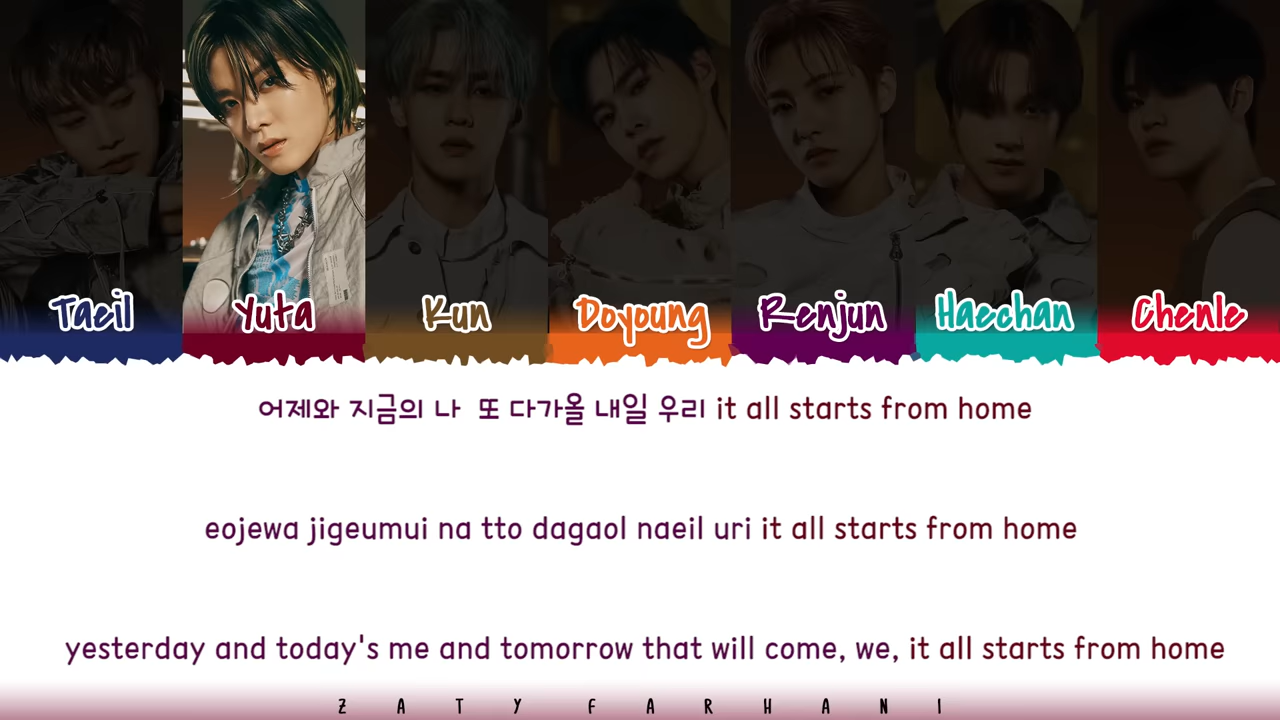 Taeil Yuta Kun Doyoung Renjun Haechan Chenle
어제와 지금의 나 또 다가올 내일 우리 it all starts from home
eojewa jigeumui na tto dagaol naeil uri it all starts from home
yesterday and today's me and tomorrow that will come, we, it all starts from home
ZATY FARHANI